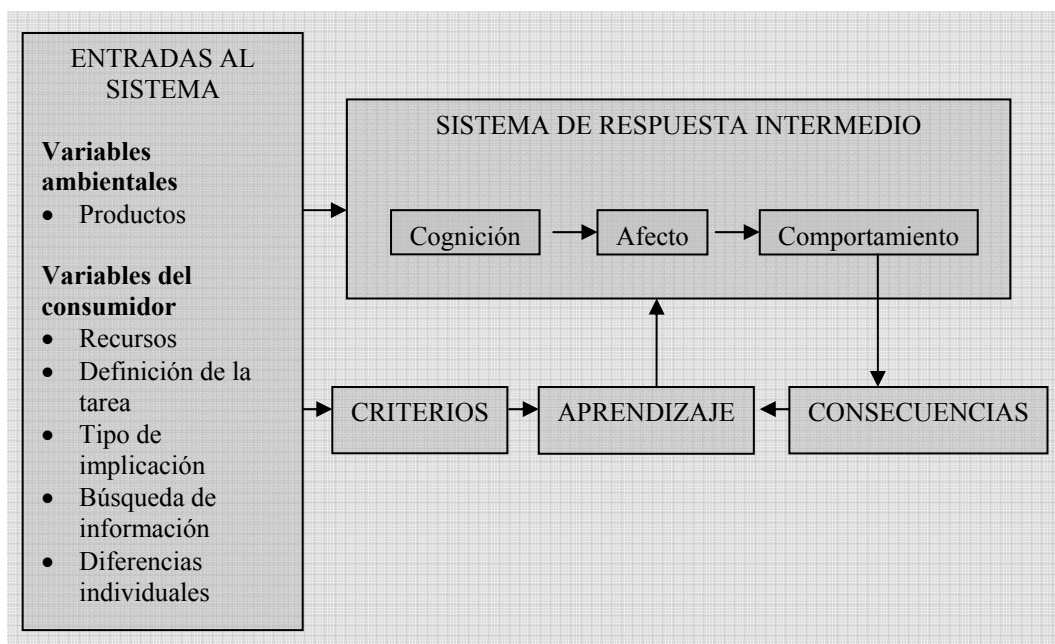 ENTRADAS AL
SISTEMA
Variables
ambientales
• Productos
Variables del
consumidor
• Recursos
• Definición de la
tarea
• Tipo de
implicación
• Búsqueda de
información
• Diferencias
individuales
SISTEMA DE RESPUESTA INTERMEDIO
Cognición
Afecto
Comportamiento
CRITERIOS
APRENDIZAJE
CONSECUENCIAS